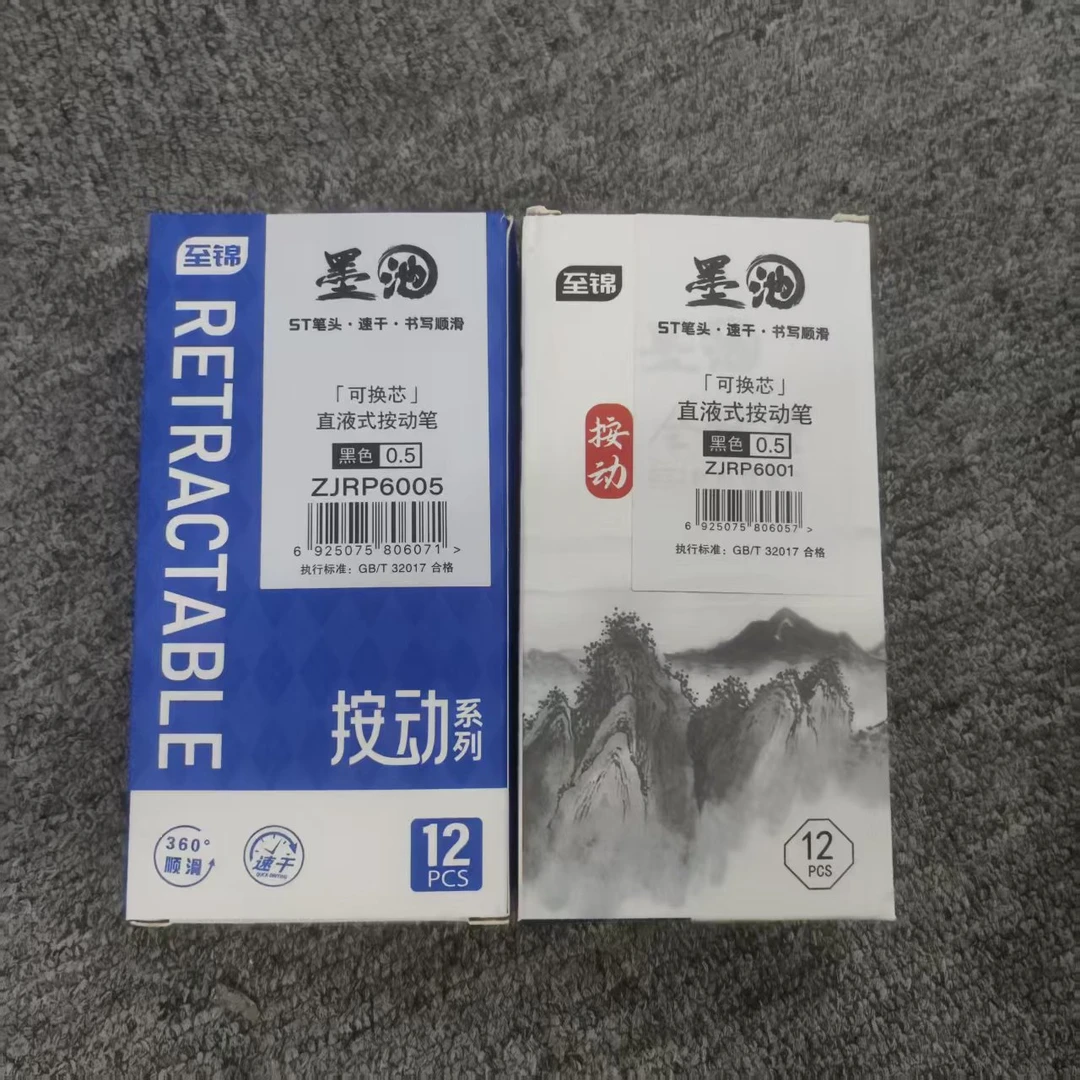 至锦
RETRACTABLE
墨池
ST笔头·速干·书写顺滑
「可换芯」
直液式按动笔
黑色 0.5
ZJRP6005
6 925075 806071 >
执行标准：GB/T 32017 合格
按动系列
360°
顺滑
速干
12
PCS
至锦
按动
墨池
ST笔头·速干·书写顺滑
「可换芯」
直液式按动笔
黑色 0.5
ZJRP6001
6 925075 806057 >
执行标准：GB/T 32017 合格
12
PCS